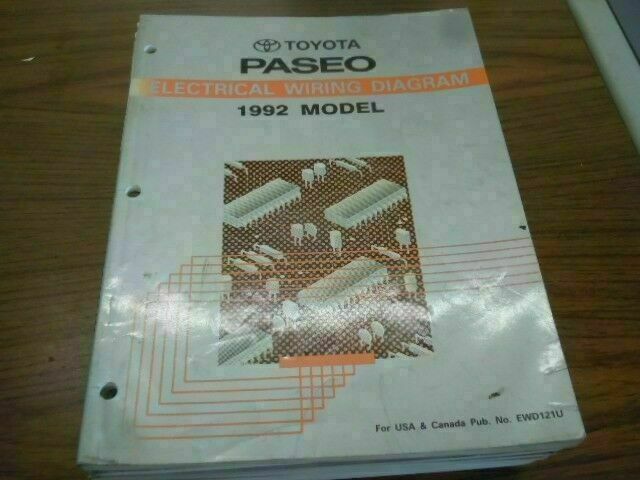 TOYOTA
PASEO
ELECTRICAL WIRING DIAGRAM
1992 MODEL
For USA & Canada Pub. No. EWD121U